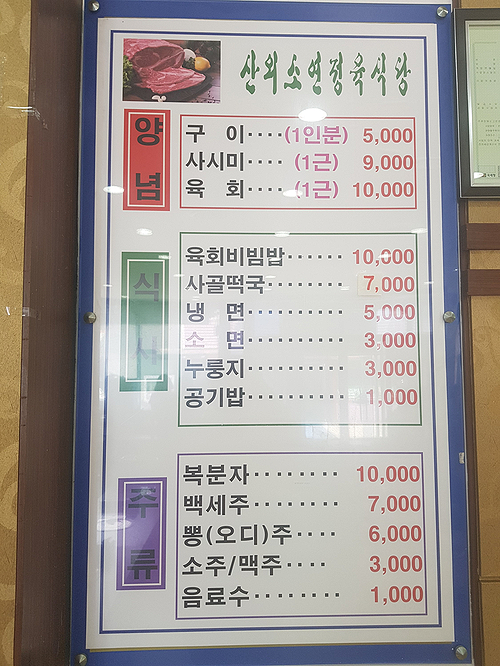 산외소연정육식당
양념
구 이····(1인분) 5,000
사시미···· (1근) 9,000
육 회···· (1근) 10,000
식사
육회비빔밥······ 10,000
사골떡국········ 7,000
냉 면·········· 5,000
소 면·········· 3,000
누룽지·········· 3,000
공기밥·········· 1,000
주류
복분자········ 10,000
백세주········ 7,000
뽕(오디)주···· 6,000
소주/맥주···· 3,000
음료수········ 1,000